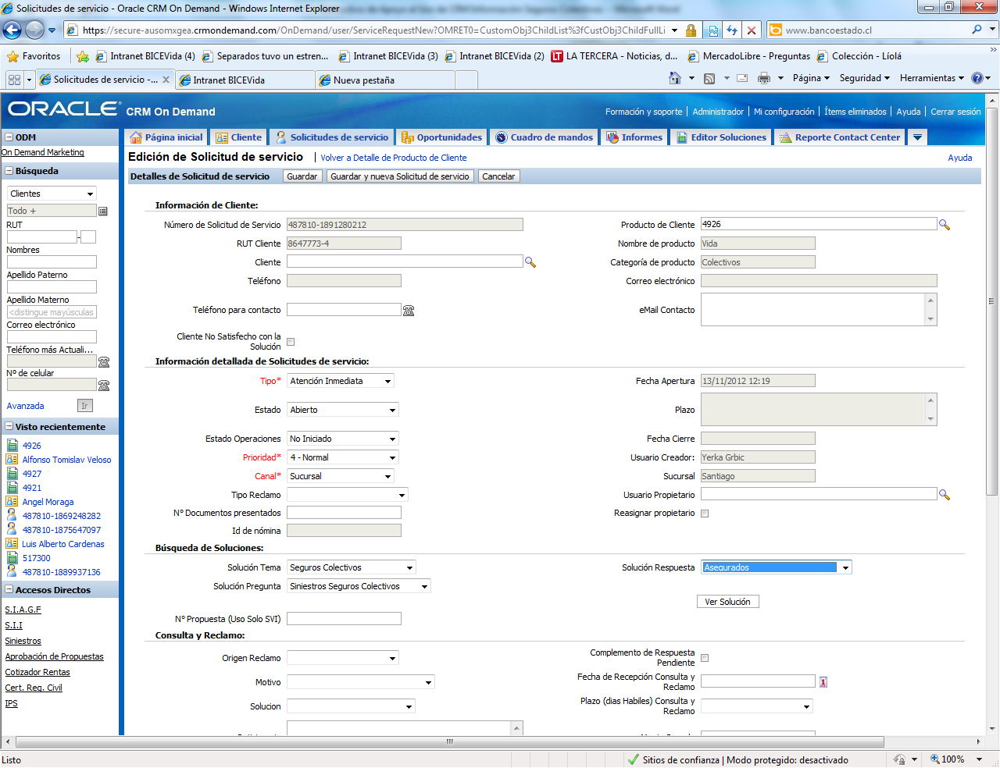 Solicitudes de servicio - Oracle CRM On Demand - Windows Internet Explorer
https://secure-ausomxgea.crmondemand.com/OnDemand/user/ServiceRequestNew?OMRET0=CustomObj3ChildList%3fCustObj3ChildFullLi
www.bancoestado.cl
Favoritos
Intranet BICEVida (4)
Separados tuvo un estren...
Intranet BICEVida (3)
Intranet BICEVida (2)
LA TERCERA - Noticias, d...
MercadoLibre - Preguntas
Colección - Líolá
Solicitudes de servicio -...
Intranet BICEVida
Nueva pestaña
Página
Seguridad
Herramientas
ORACLE CRM On Demand
Formación y soporte | Administrador | Mi configuración | Ítems eliminados | Ayuda | Cerrar sesión
Página inicial
Cliente
Solicitudes de servicio
Oportunidades
Cuadro de mandos
Informes
Editor Soluciones
Reporte Contact Center
ODM
On Demand Marketing
Búsqueda
Clientes
Todo +
RUT
-
Nombres
Apellido Paterno
Apellido Materno
<distingue mayúsculas
Correo electrónico
Teléfono más Actuali...
Nº de celular
Avanzada
Ir
Visto recientemente
4926
Alfonso Tomislav Veloso
4927
4921
Angel Moraga
487810-1869248282
487810-1875647097
Luis Alberto Cardenas
517300
487810-1889937136
Accesos Directos
S.I.A.G.F
S.I.I
Siniestros
Aprobación de Propuestas
Cotizador Rentas
Cert. Reg. Civil
IPS
Edición de Solicitud de servicio | Volver a Detalle de Producto de Cliente
Ayuda
Detalles de Solicitud de servicio
Guardar
Guardar y nueva Solicitud de servicio
Cancelar
Información de Cliente:
Número de Solicitud de Servicio 487810-1891280212
Producto de Cliente 4926
RUT Cliente 8647773-4
Nombre de producto Vida
Cliente
Categoría de producto Colectivos
Teléfono
Correo electrónico
Teléfono para contacto
eMail Contacto
Cliente No Satisfecho con la
Solución
Información detallada de Solicitudes de servicio:
Tipo* Atención Inmediata
Fecha Apertura 13/11/2012 12:19
Estado Abierto
Plazo
Estado Operaciones No Iniciado
Fecha Cierre
Prioridad* 4 - Normal
Usuario Creador: Yerka Grbic
Canal* Sucursal
Sucursal Santiago
Tipo Reclamo
Usuario Propietario
Nº Documentos presentados
Reasignar propietario
Id de nómina
Búsqueda de Soluciones:
Solución Tema Seguros Colectivos
Solución Respuesta Asegurados
Solución Pregunta Siniestros Seguros Colectivos
Ver Solución
Nº Propuesta (Uso Solo SVI)
Consulta y Reclamo:
Origen Reclamo
Complemento de Respuesta
Pendiente
Motivo
Fecha de Recepción Consulta y
Reclamo
Solucion
Plazo (dias Habiles) Consulta y
Reclamo
Listo
Sitios de confianza | Modo protegido: desactivado
100%